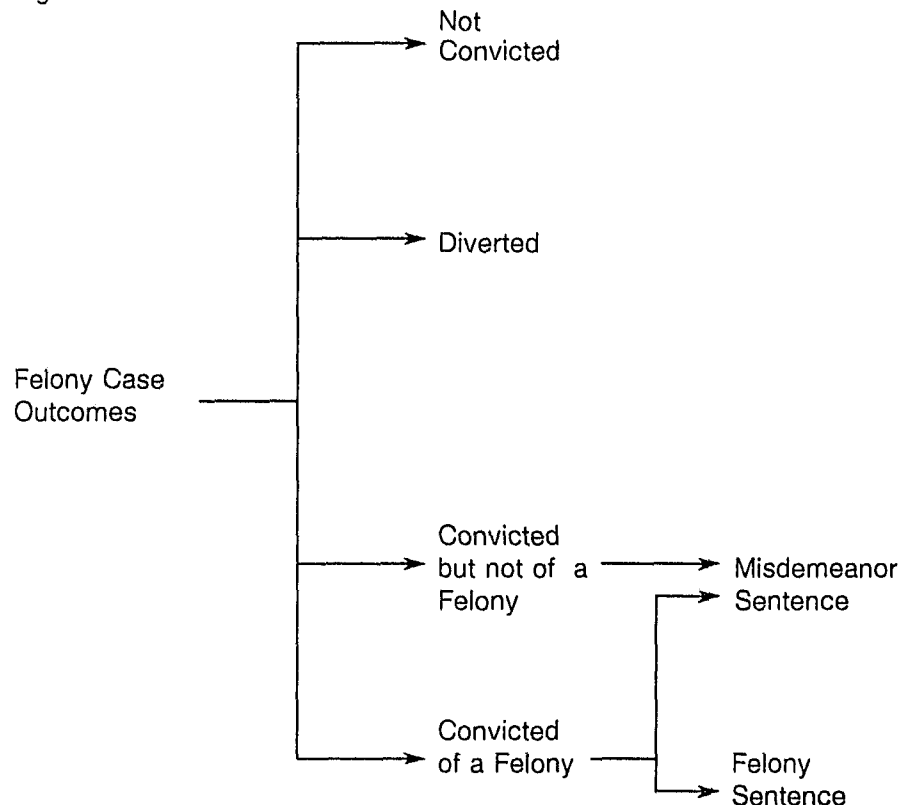 Not
Convicted
Diverted
Felony Case
Outcomes
Convicted
but not of a
Felony
Misdemeanor
Sentence
Convicted
of a Felony
Felony
Sentence